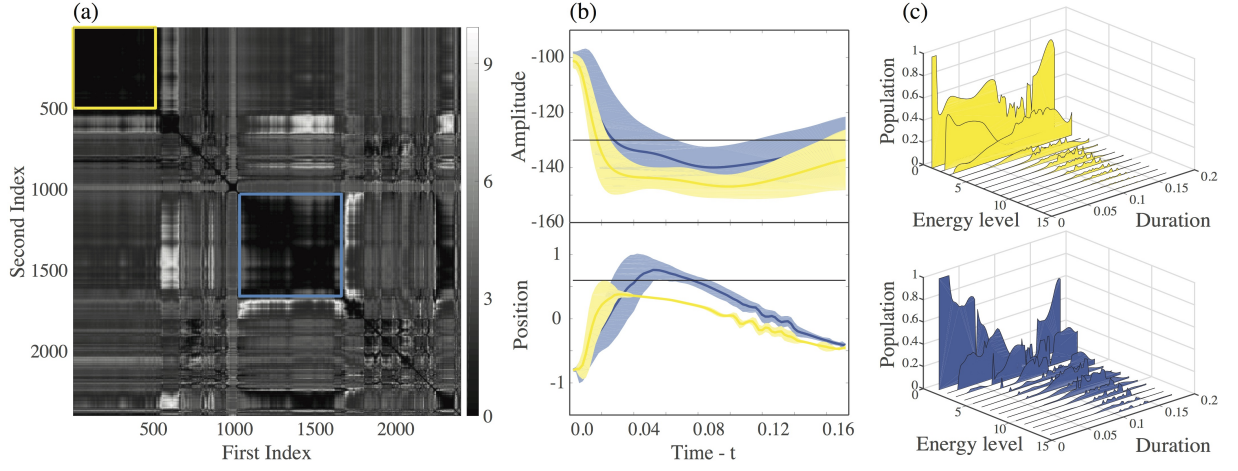 (a)
500
1000
1500
2000
Second Index
500 1000 1500 2000
First Index
9
6
3
0
(b)
-100
-120
-140
-160
Amplitude
1
0
-1
Position
0.0 0.04 0.08 0.12 0.16
Time - t
(c)
1
0.8
0.6
0.4
0.2
0
Population
5
10
15
Energy level
0
0.05
0.1
0.15
0.2
Duration
1
0.8
0.6
0.4
0.2
0
Population
5
10
15
Energy level
0
0.05
0.1
0.15
0.2
Duration